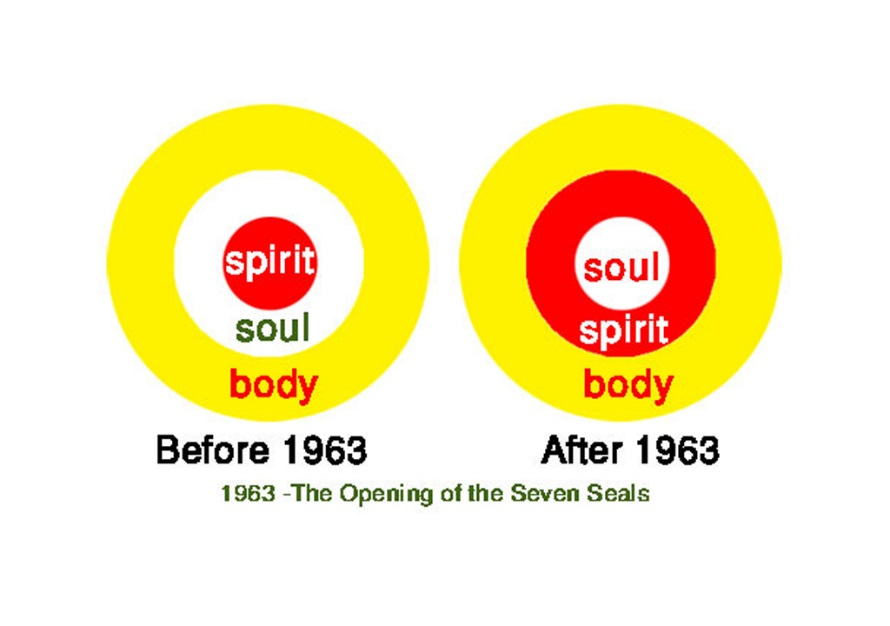 spirit
soul
body
Before 1963
soul
spirit
body
After 1963
1963 -The Opening of the Seven Seals